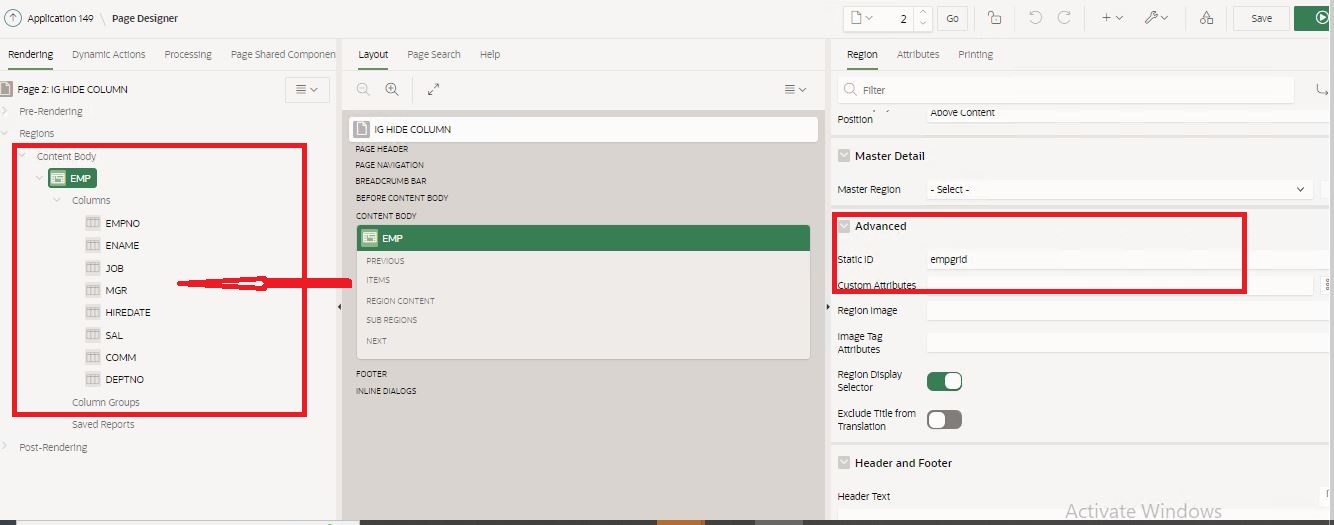 Application 149 \ Page Designer
2 Go Save
Rendering Dynamic Actions Processing Page Shared Componen
Page 2: IG HIDE COLUMN
Pre-Rendering
Regions
Content Body
EMP
Columns
EMPNO
ENAME
JOB
MGR
HIREDATE
SAL
COMM
DEPTNO
Column Groups
Saved Reports
Post-Rendering
Layout Page Search Help
IG HIDE COLUMN
PAGE HEADER
PAGE NAVIGATION
BREADCRUMB BAR
BEFORE CONTENT BODY
CONTENT BODY
EMP
PREVIOUS
ITEMS
REGION CONTENT
SUB REGIONS
NEXT
FOOTER
INLINE DIALOGS
Region Attributes Printing
Filter
Position Above Content
Master Detail
Master Region - Select -
Advanced
Static ID empgrid
Custom Attributes
Region Image
Image Tag
Attributes
Region Display
Selector
Exclude Title from
Translation
Header and Footer
Header Text
Activate Windows